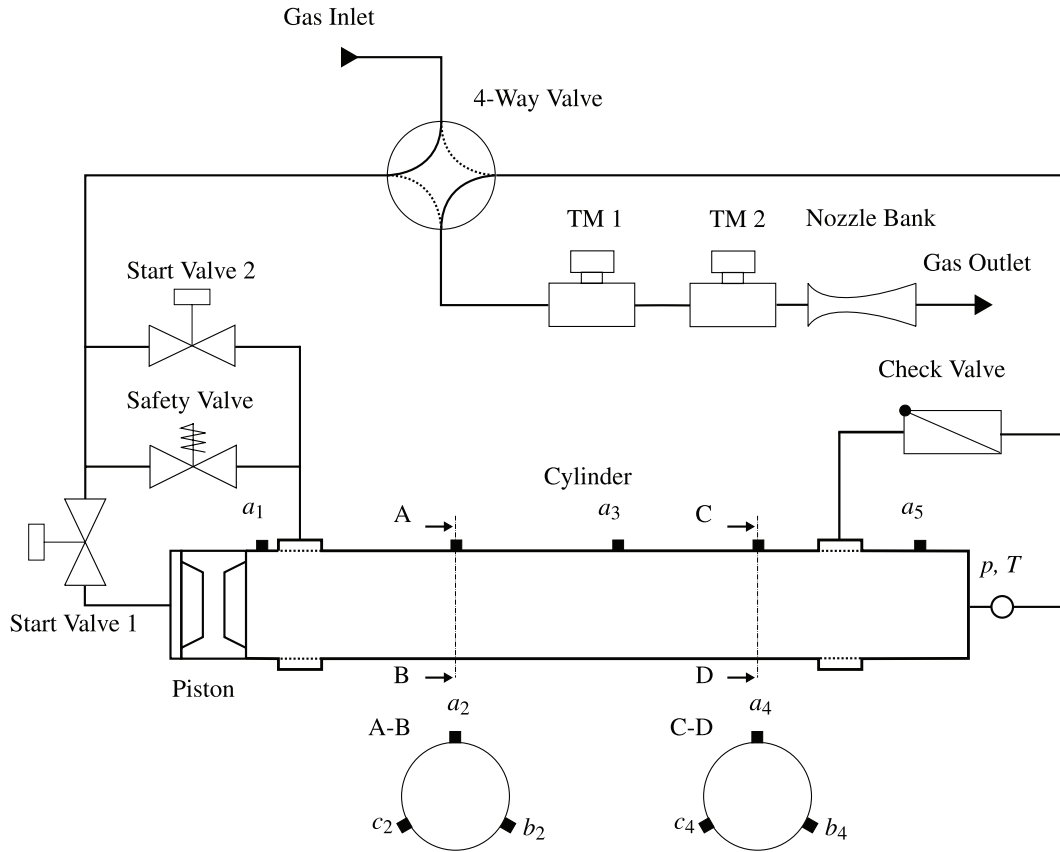 Gas Inlet
4-Way Valve
TM 1
TM 2
Nozzle Bank
Gas Outlet
Start Valve 2
Check Valve
Safety Valve
Cylinder
a1
A
a3
C
a5
p, T
Start Valve 1
B
D
Piston
a2
a4
A-B
C-D
c2
b2
c4
b4